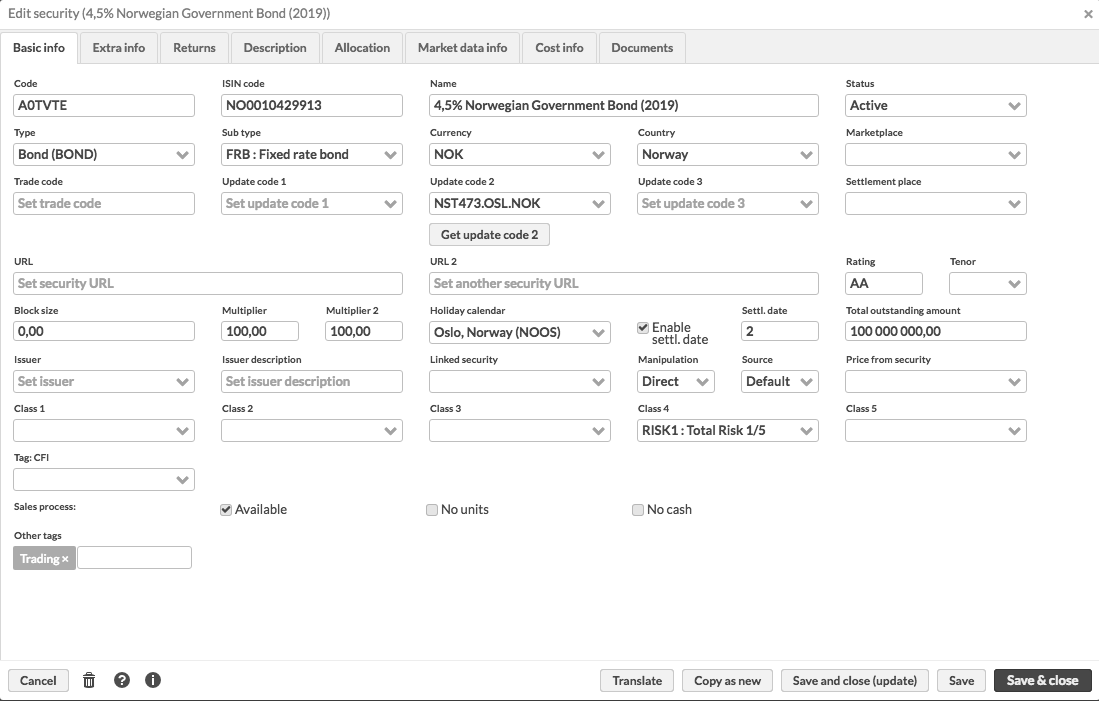 Edit security (4,5% Norwegian Government Bond (2019)) ×
Basic info Extra info Returns Description Allocation Market data info Cost info Documents
Code ISIN code Name Status
A0TVTE NO0010429913 4,5% Norwegian Government Bond (2019) Active
Type Sub type Currency Country Marketplace
Bond (BOND) FRB : Fixed rate bond NOK Norway
Trade code Update code 1 Update code 2 Update code 3 Settlement place
Set trade code Set update code 1 NST473.OSL.NOK Set update code 3
Get update code 2
URL URL 2 Rating Tenor
Set security URL Set another security URL AA
Block size Multiplier Multiplier 2 Holiday calendar Settl. date Total outstanding amount
0,00 100,00 100,00 Oslo, Norway (NOOS) Enable 2 100 000 000,00
settl. date
Issuer Issuer description Linked security Manipulation Source Price from security
Set issuer Set issuer description Direct Default
Class 1 Class 2 Class 3 Class 4 Class 5
RISK1 : Total Risk 1/5
Tag: CFI
Sales process: Available No units No cash
Other tags
Trading ×
Cancel ? i Translate Copy as new Save and close (update) Save Save & close